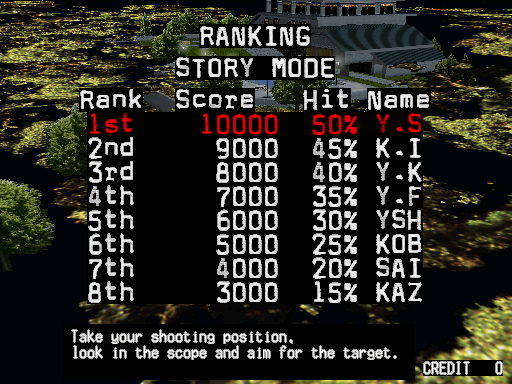 RANKING
STORY MODE
Rank Score Hit Name
1st 10000 50% Y.S
2nd 9000 45% K.I
3rd 8000 40% Y.K
4th 7000 35% Y.F
5th 6000 30% YSH
6th 5000 25% KOB
7th 4000 20% SAI
8th 3000 15% KAZ
Take your shooting position,
look in the scope and aim for the target.
CREDIT 0